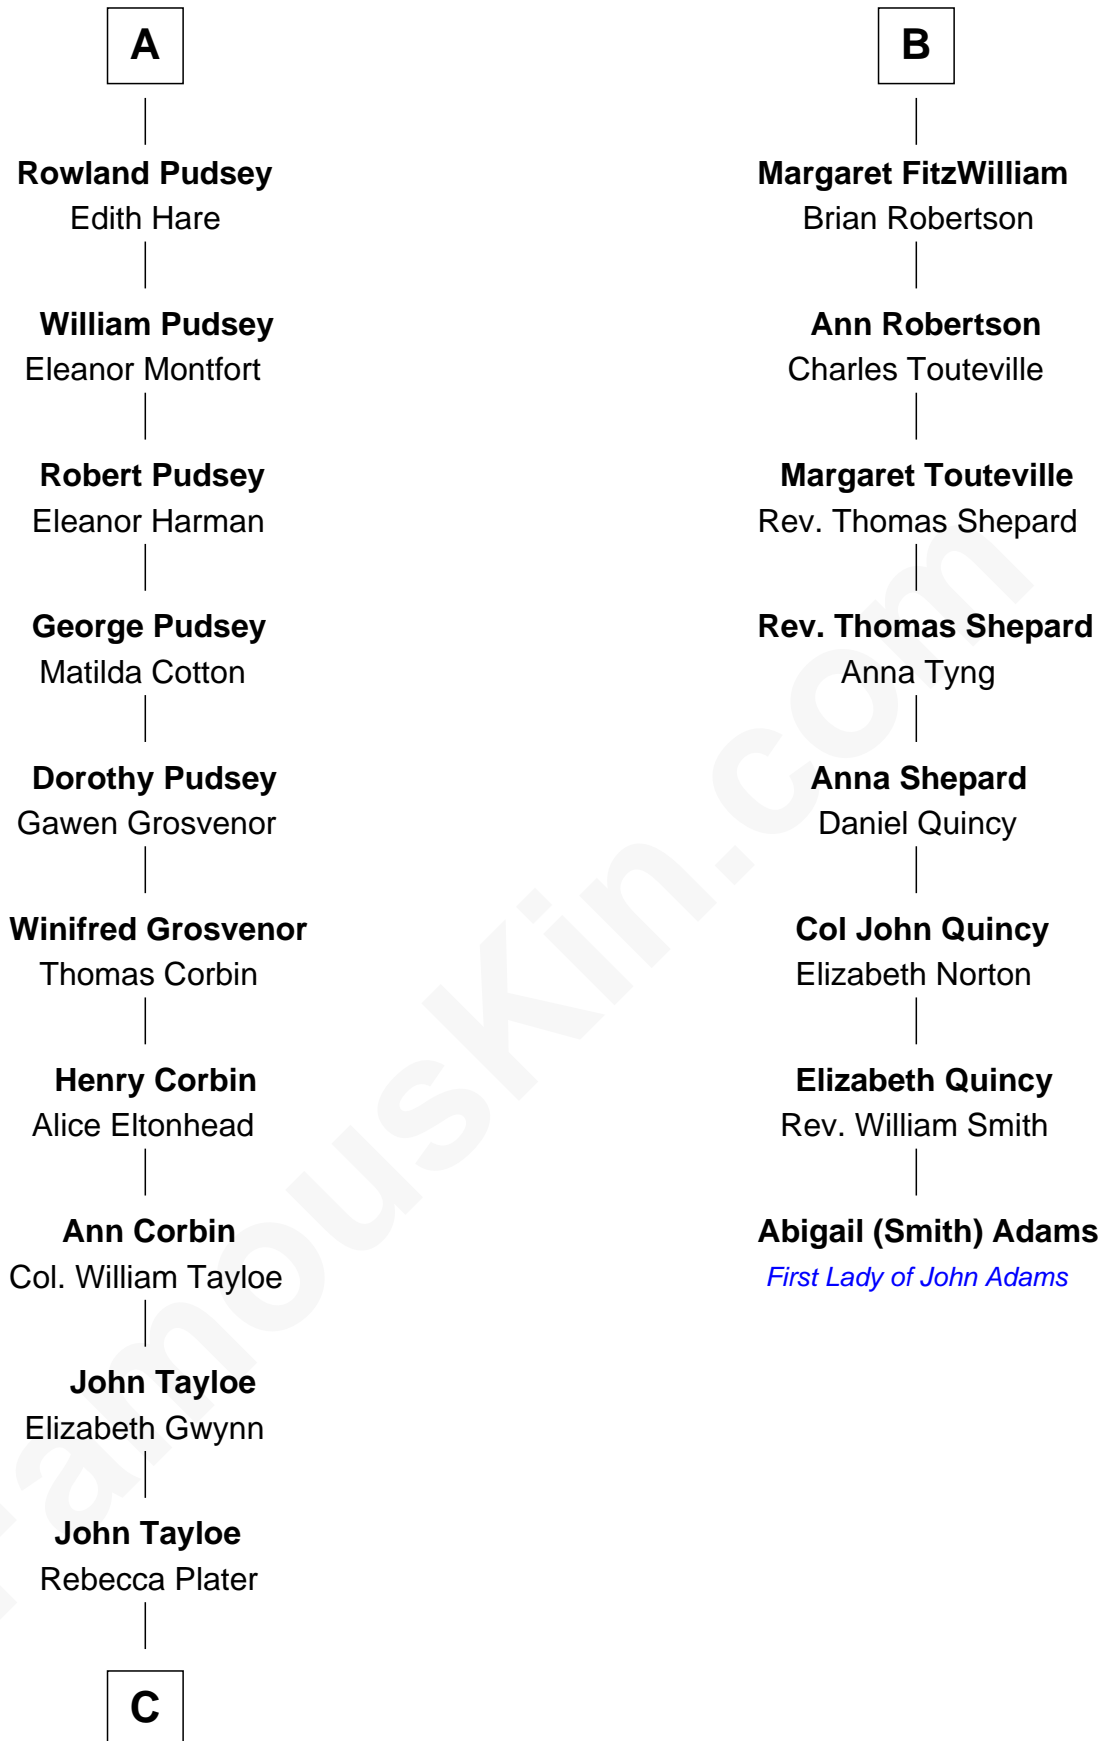 A
Rowland Pudsey
Edith Hare
William Pudsey
Eleanor Montfort
Robert Pudsey
Eleanor Harman
George Pudsey
Matilda Cotton
Dorothy Pudsey
Gawen Grosvenor
Winifred Grosvenor
Thomas Corbin
Henry Corbin
Alice Eltonhead
Ann Corbin
Col. William Tayloe
John Tayloe
Elizabeth Gwynn
John Tayloe
Rebecca Plater
C
B
Margaret FitzWilliam
Brian Robertson
Ann Robertson
Charles Touteville
Margaret Touteville
Rev. Thomas Shepard
Rev. Thomas Shepard
Anna Tyng
Anna Shepard
Daniel Quincy
Col John Quincy
Elizabeth Norton
Elizabeth Quincy
Rev. William Smith
Abigail (Smith) Adams
First Lady of John Adams
FamousKin.com